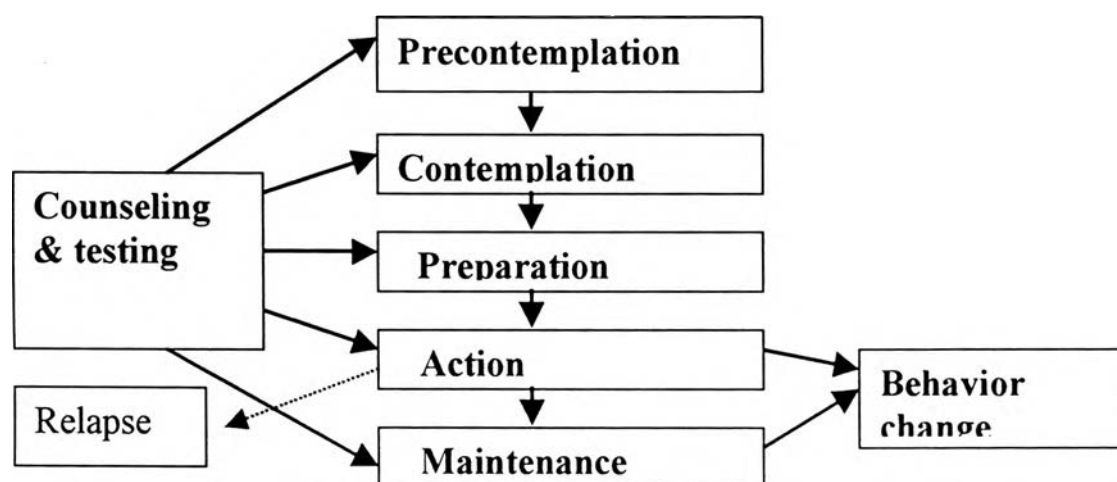 Precontemplation
Contemplation
Counseling
& testing
Preparation
Action
Behavior
change
Relapse
Maintenance